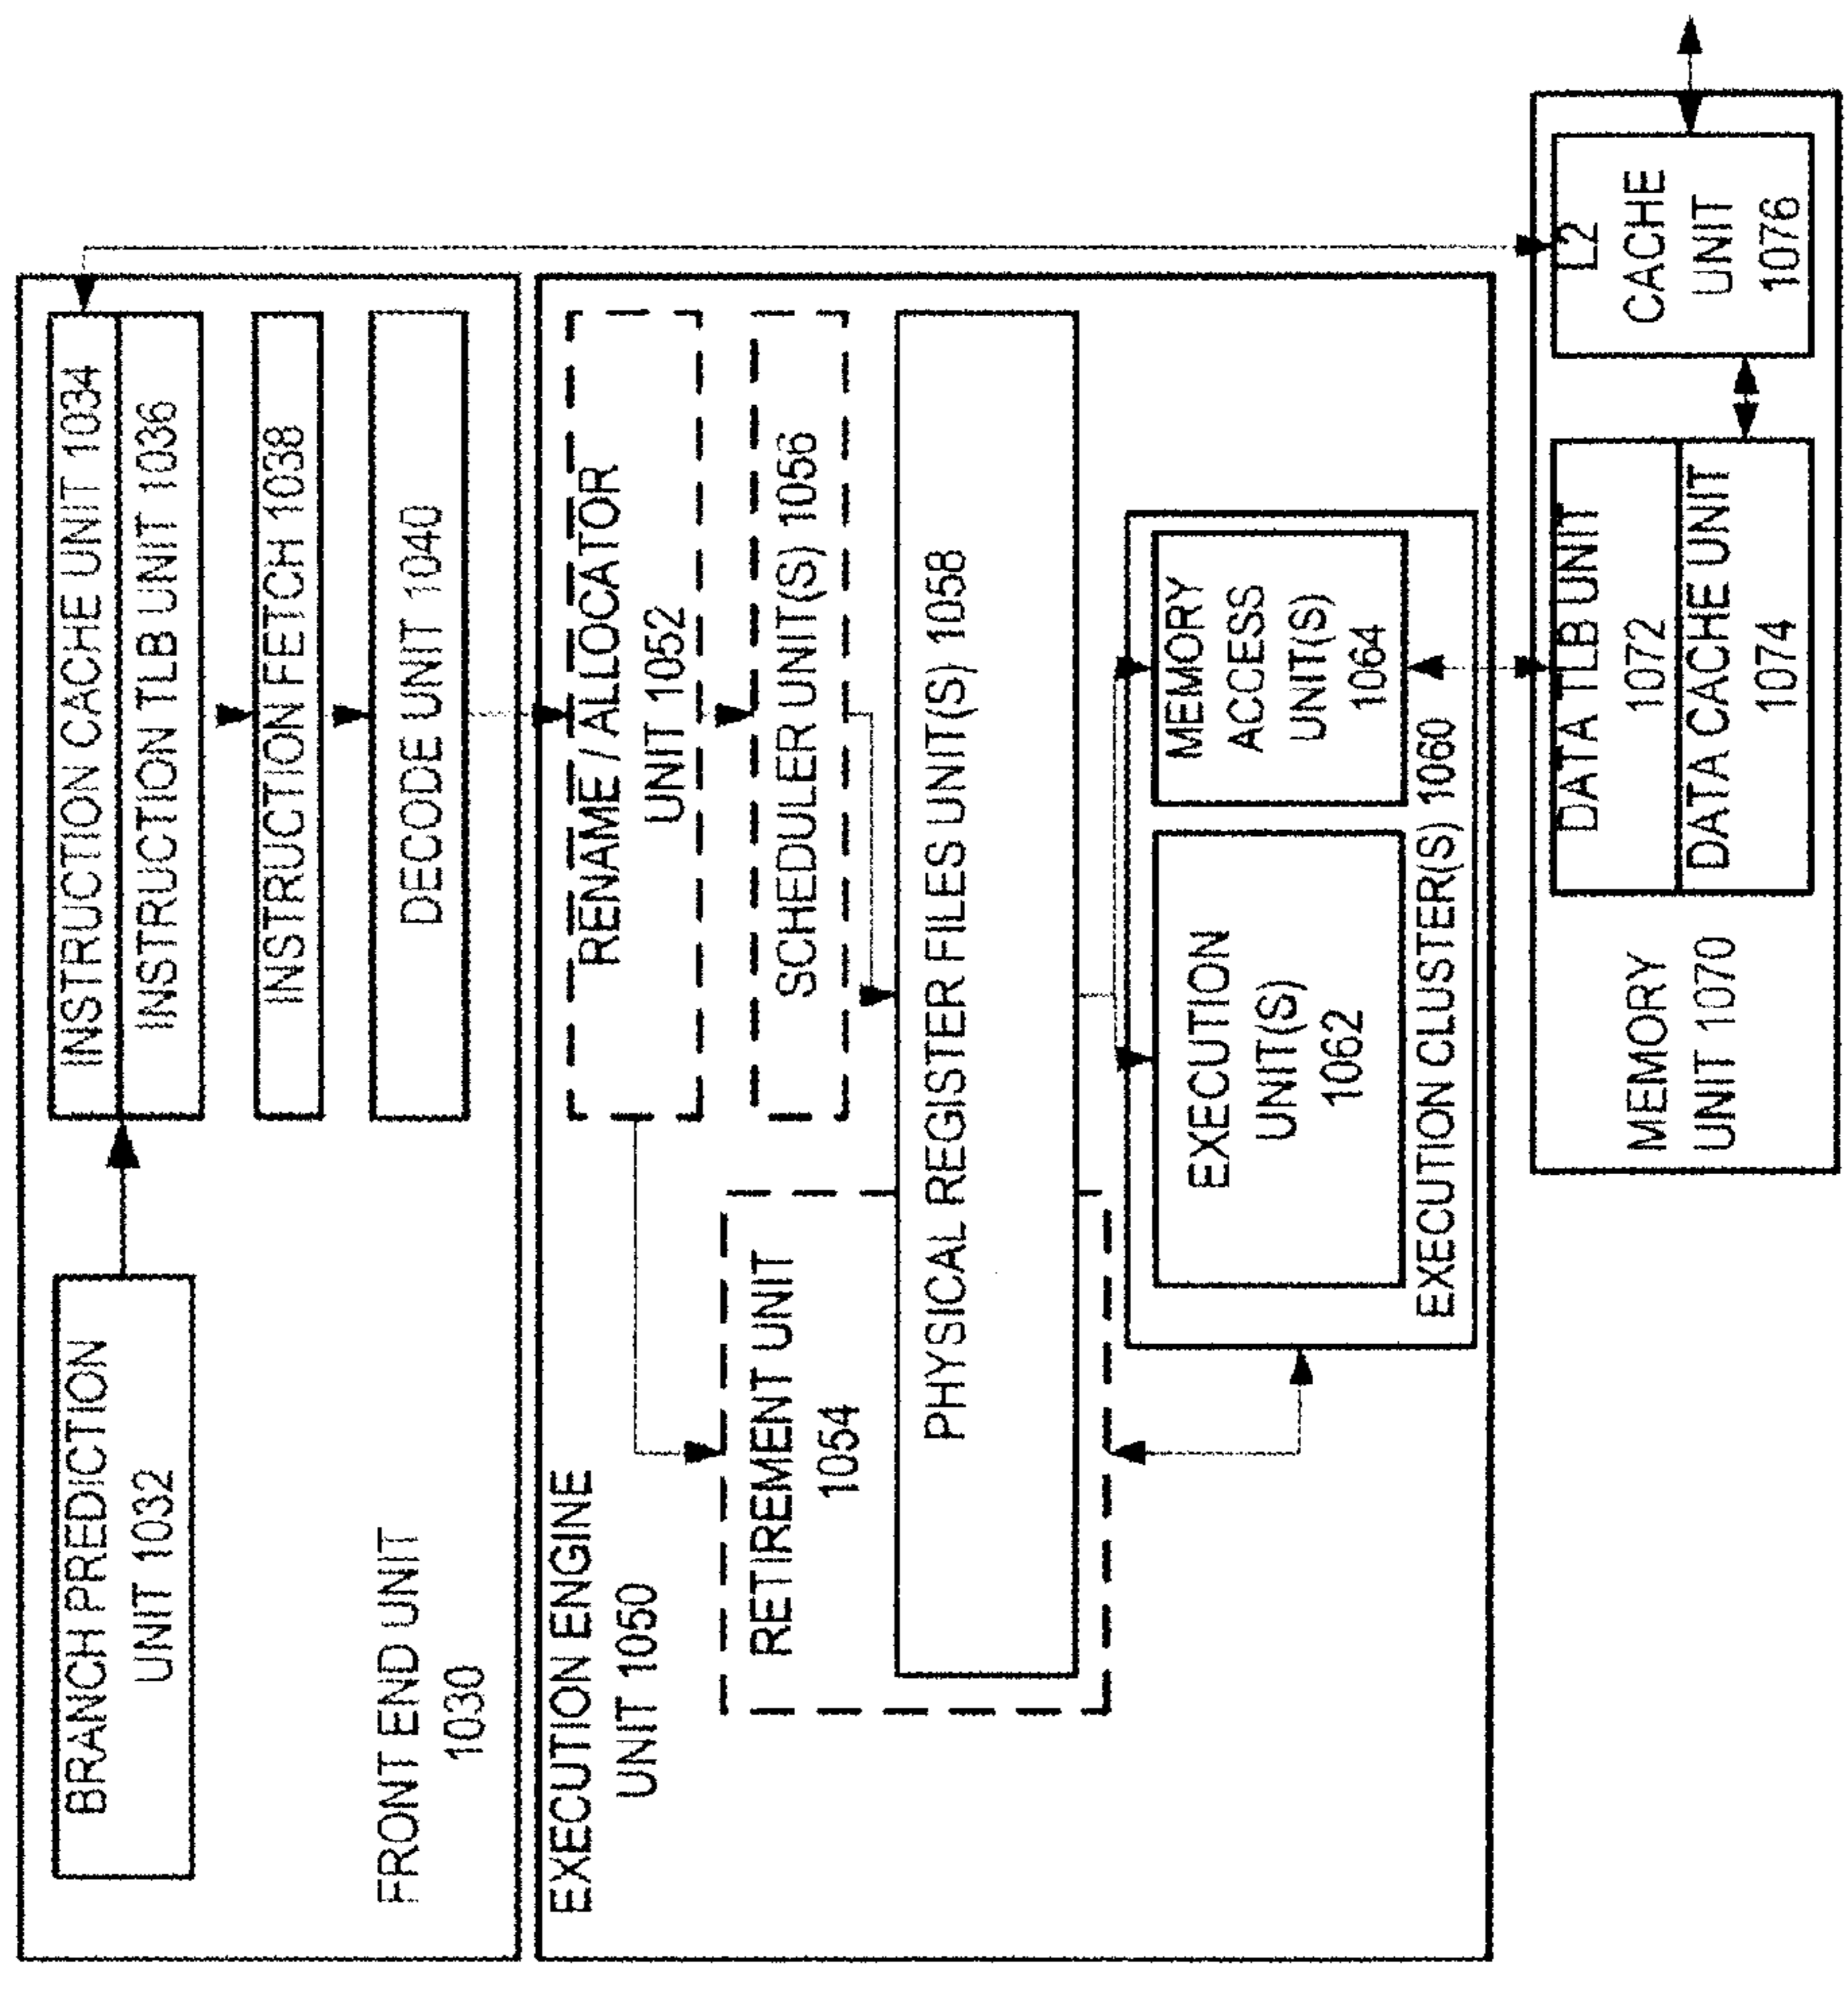 BRANCH PREDICTION
UNIT 1032
INSTRUCTION CACHE UNIT 1034
INSTRUCTION TLB UNIT 1036
INSTRUCTION FETCH 1038
DECODE UNIT 1040
FRONT END UNIT
1030
EXECUTION ENGINE
UNIT 1050
RENAME / ALLOCATOR
UNIT 1052
RETIREMENT UNIT
1054
SCHEDULER UNIT(S) 1056
PHYSICAL REGISTER FILES UNIT(S) 1058
EXECUTION
UNIT(S)
1062
MEMORY
ACCESS
UNIT(S)
1064
EXECUTION CLUSTER(S) 1060
MEMORY
UNIT 1070
DATA TLB UNIT
1072
DATA CACHE UNIT
1074
L2
CACHE
UNIT
1076